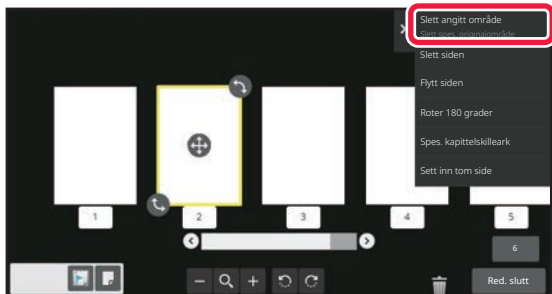 Slett angitt område
Slett spes. originalområde
Slett siden
Flytt siden
Roter 180 grader
Spes. kapittelskilleark
Sett inn tom side
1
2
3
4
5
6
Red. slutt